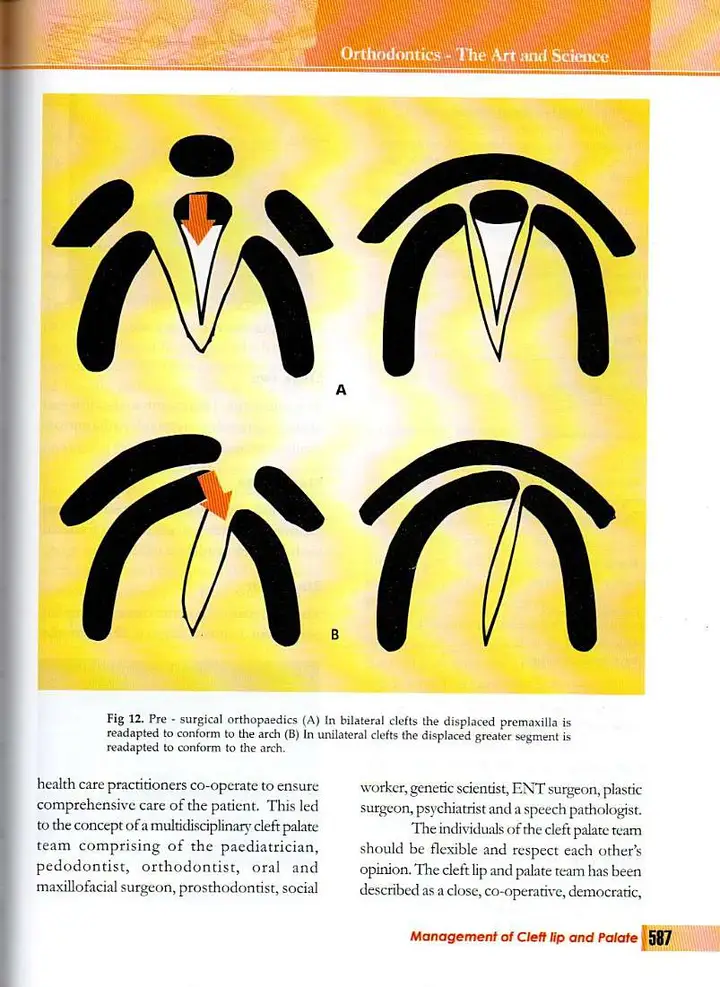 Orthodontics - The Art and Science
A
B
Fig 12. Pre - surgical orthopaedics (A) In bilateral clefts the displaced premaxilla is
readapted to conform to the arch (B) In unilateral clefts the displaced greater segment is
readapted to conform to the arch.
health care practitioners co-operate to ensure
comprehensive care of the patient. This led
to the concept of a multidisciplinary cleft palate
team comprising of the paediatrician,
pedodontist, orthodontist, oral and
maxillofacial surgeon, prosthodontist, social
worker, genetic scientist, ENT surgeon, plastic
surgeon, psychiatrist and a speech pathologist.
The individuals of the cleft palate team
should be flexible and respect each other's
opinion. The cleft lip and palate team has been
described as a close, co-operative, democratic,
Management of Cleft lip and Palate 587